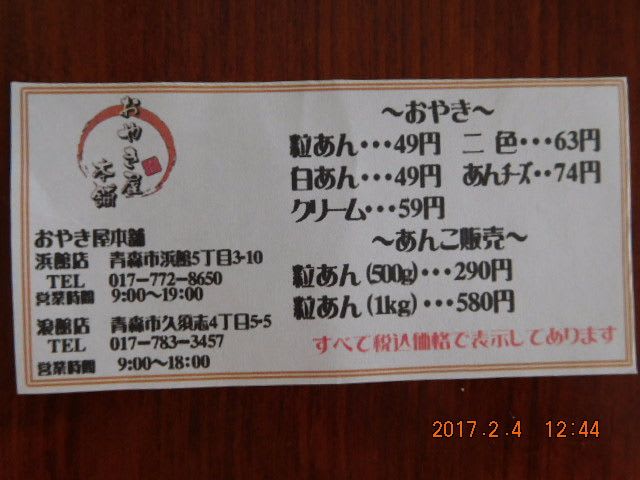 おやき屋
本舗
おやき屋本舗
浜館店 青森市浜館5丁目3-10
TEL 017-772-8650
営業時間 9:00〜19:00
浪館店 青森市久須志4丁目5-5
TEL 017-783-3457
営業時間 9:00〜18:00
〜おやき〜
粒あん・・・49円 二色・・・63円
白あん・・・49円 あんチーズ・・74円
クリーム・・・59円
〜あんこ販売〜
粒あん(500g)・・・290円
粒あん(1kg)・・・580円
すべて税込価格で表示してあります
2017.2.4 12:44